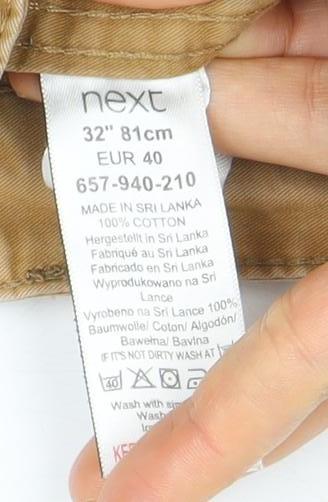 next
32" 81cm
EUR 40
657-940-210
MADE IN SRI LANKA
100% COTTON
Hergestellt in Sri Lanka
Fabriqué au Sri Lanka
Fabricado en Sri Lanka
Wyprodukowano na Sri
Lance
Vyrobeno na Sri Lance 100%
Baumwolle/ Coton/ Algodón/
Bawełna/ Bavlna
IF IT'S NOT DIRTY WASH AT
40
Wash with
Wash